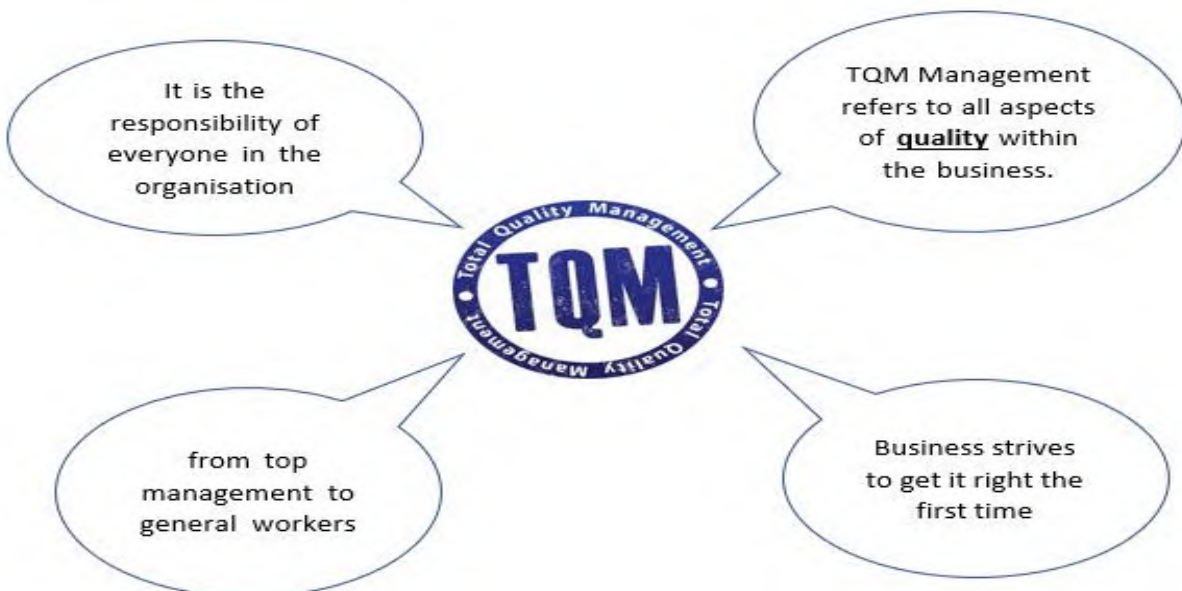 It is the
responsibility of
everyone in the
organisation
TQM Management
refers to all aspects
of quality within
the business.
Total Quality Management
TQM
Total Quality Management
from top
management to
general workers
Business strives
to get it right the
first time